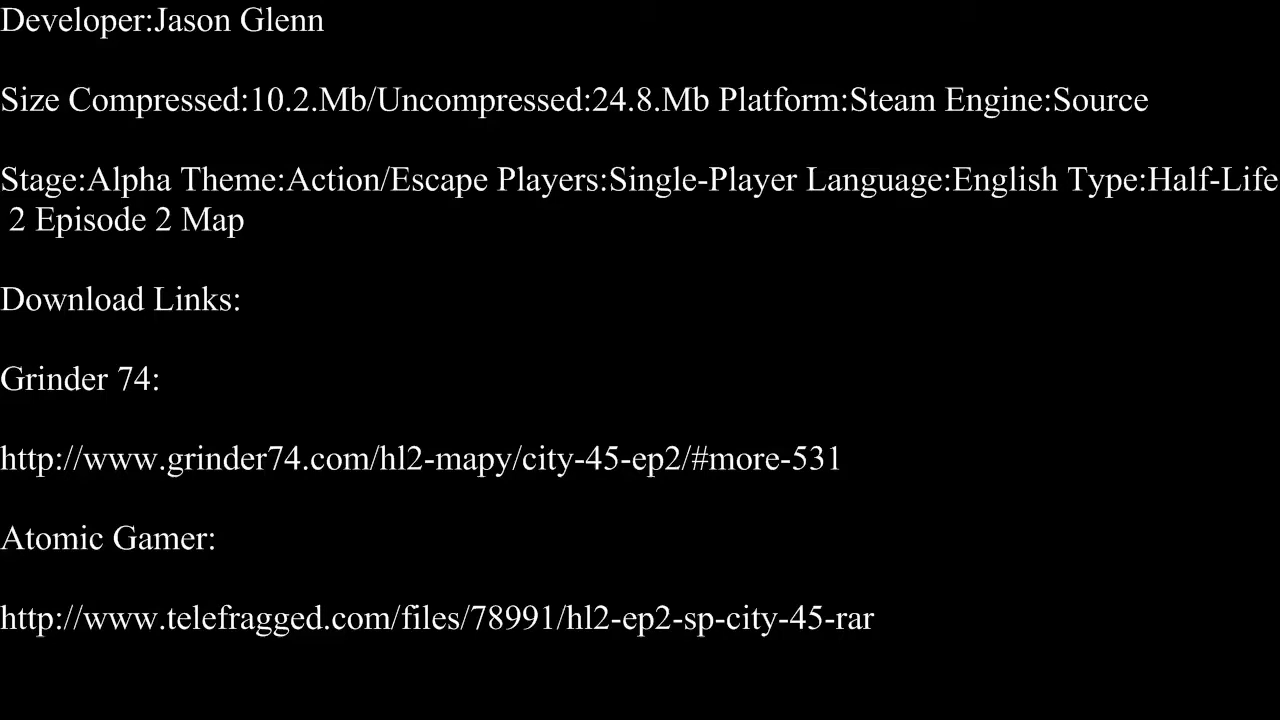 Developer:Jason Glenn
Size Compressed:10.2.Mb/Uncompressed:24.8.Mb Platform:Steam Engine:Source
Stage:Alpha Theme:Action/Escape Players:Single-Player Language:English Type:Half-Life
2 Episode 2 Map
Download Links:
Grinder 74:
http://www.grinder74.com/hl2-mapy/city-45-ep2/#more-531
Atomic Gamer:
http://www.telefragged.com/files/78991/hl2-ep2-sp-city-45-rar